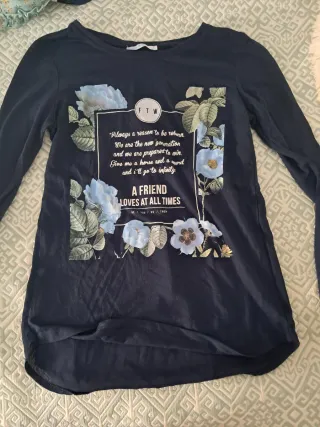 FTW
"Always a reason to be reborn
We are the new generation
and we are prepared to win.
Give me a horse and a sword
and i'll go to infinity
A FRIEND
LOVES AT ALL TIMES